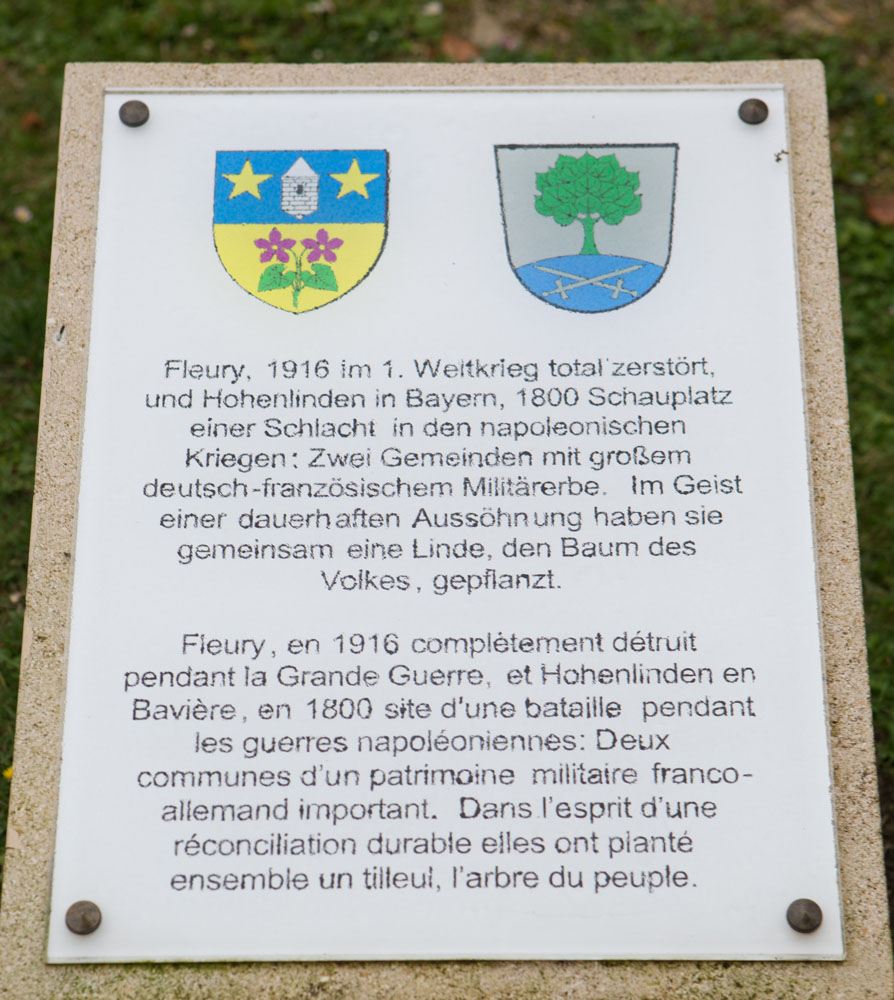 Fleury, 1916 im 1. Weltkrieg total zerstört,
und Hohenlinden in Bayern, 1800 Schauplatz
einer Schlacht in den napoleonischen
Kriegen: Zwei Gemeinden mit großem
deutsch-französischem Militärerbe. Im Geist
einer dauerhaften Aussöhnung haben sie
gemeinsam eine Linde, den Baum des
Volkes, gepflanzt.
Fleury, en 1916 complètement détruit
pendant la Grande Guerre, et Hohenlinden en
Bavière, en 1800 site d'une bataille pendant
les guerres napoléoniennes: Deux
communes d'un patrimoine militaire franco-
allemand important. Dans l'esprit d'une
réconciliation durable elles ont planté
ensemble un tilleul, l'arbre du peuple.